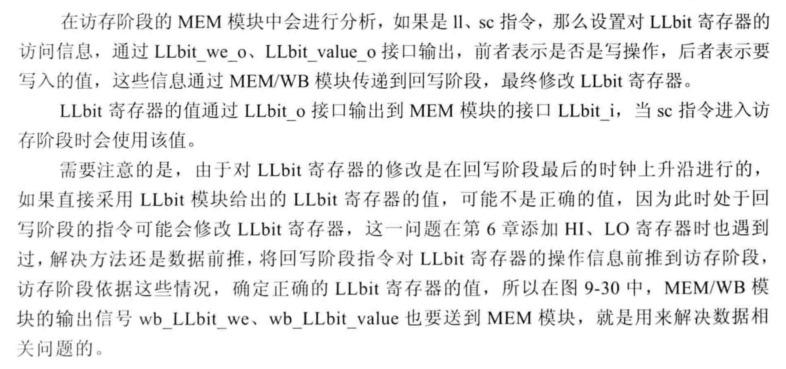 在访存阶段的 MEM 模块中会进行分析，如果是 ll、sc 指令，那么设置对 LLbit 寄存器的
访问信息，通过 LLbit_we_o、LLbit_value_o 接口输出，前者表示是否是写操作，后者表示要
写入的值，这些信息通过 MEM/WB 模块传递到回写阶段，最终修改 LLbit 寄存器。
LLbit 寄存器的值通过 LLbit_o 接口输出到 MEM 模块的接口 LLbit_i，当 sc 指令进入访
存阶段时会使用该值。
需要注意的是，由于对 LLbit 寄存器的修改是在回写阶段最后的时钟上升沿进行的，
如果直接采用 LLbit 模块给出的 LLbit 寄存器的值，可能不是正确的值，因为此时处于回
写阶段的指令可能会修改 LLbit 寄存器，这一问题在第 6 章添加 HI、LO 寄存器时也遇到
过，解决方法还是数据前推，将回写阶段指令对 LLbit 寄存器的操作信息前推到访存阶段，
访存阶段依据这些情况，确定正确的 LLbit 寄存器的值，所以在图 9-30 中，MEM/WB 模
块的输出信号 wb_LLbit_we、wb_LLbit_value 也要送到 MEM 模块，就是用来解决数据相
关问题的。